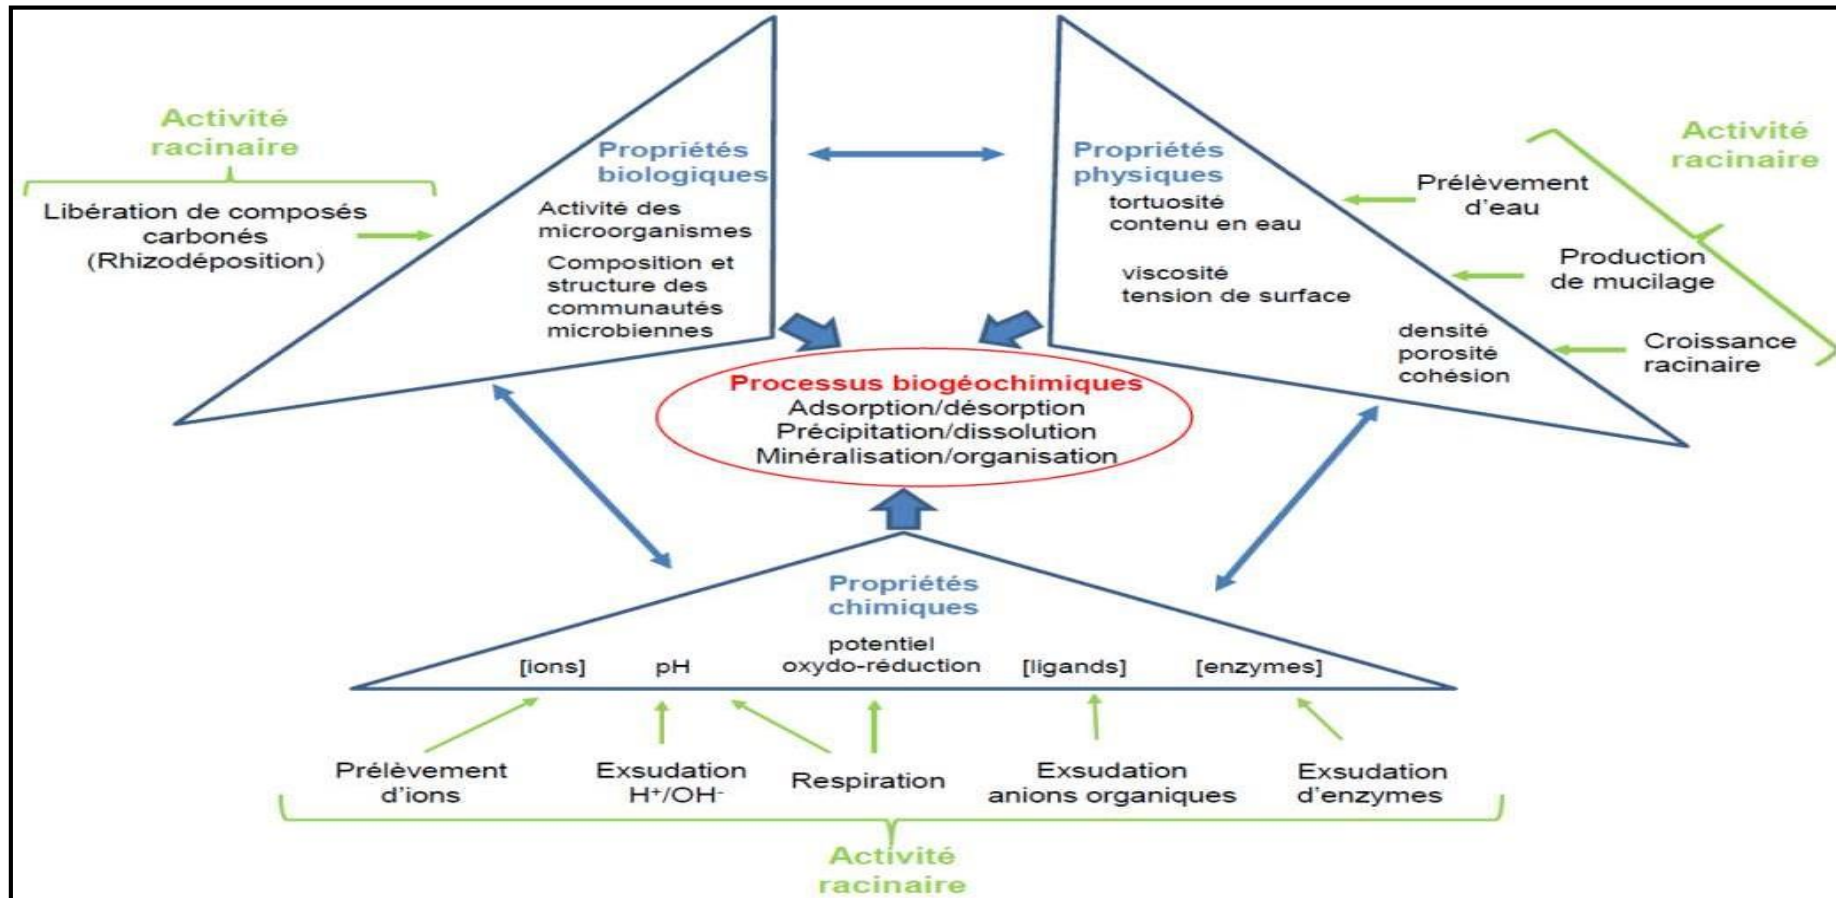 Activité
racinaire
Libération de composés
carbonés
(Rhizodéposition)
Propriétés
biologiques
Activité des
microorganismes
Composition et
structure des
communautés
microbiennes
Propriétés
physiques
tortuosité
contenu en eau
viscosité
tension de surface
densité
porosité
cohésion
Activité
racinaire
Prélèvement
d'eau
Production
de mucilage
Croissance
racinaire
Processus biogéochimiques
Adsorption/désorption
Précipitation/dissolution
Minéralisation/organisation
Propriétés
chimiques
[ions] pH potentiel
oxydo-réduction [ligands] [enzymes]
Prélèvement
d'ions
Exsudation
H⁺/OH⁻
Respiration
Exsudation
anions organiques
Exsudation
d'enzymes
Activité
racinaire